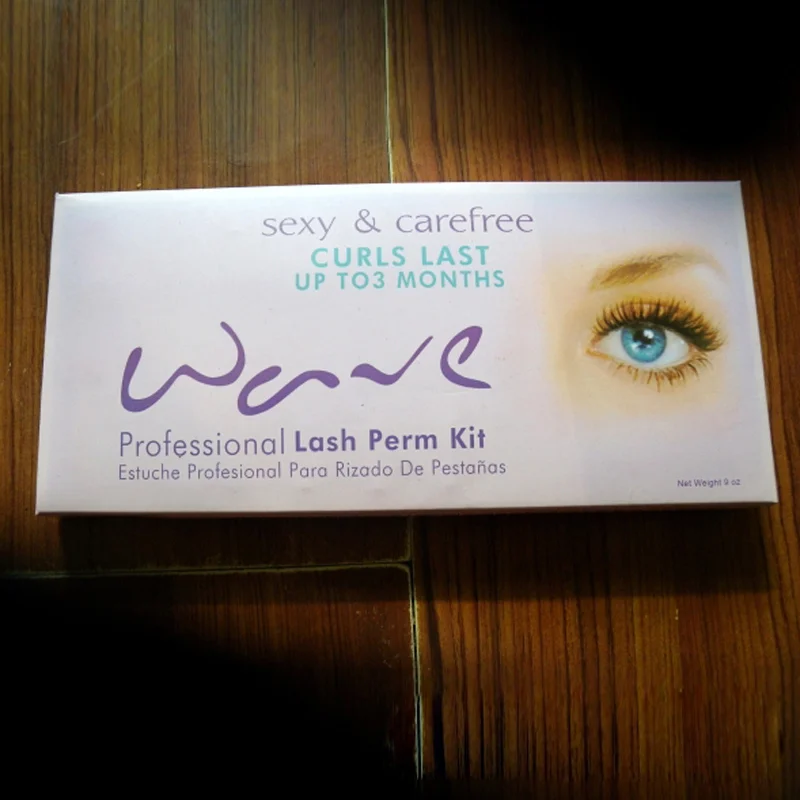 sexy & carefree
CURLS LAST
UP TO3 MONTHS
Wave
Professional Lash Perm Kit
Estuche Profesional Para Rizado De Pestañas
Net Weight 9 oz